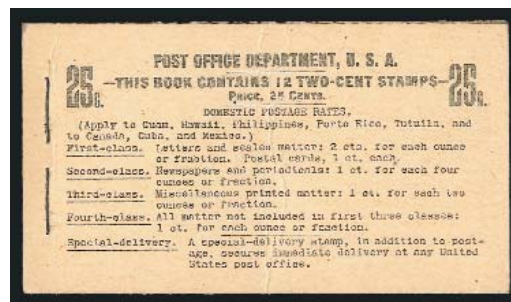 POST OFFICE DEPARTMENT, U. S. A.
25c. —THIS BOOK CONTAINS 12 TWO-CENT STAMPS— 25c.
PRICE, 25 CENTS.
DOMESTIC POSTAGE RATES.
(Apply to Guam, Hawaii, Philippines, Porto Rico, Tutuila, and
to Canada, Cuba, and Mexico.)
First-class. Letters and sealed matter: 2 cts. for each ounce
or fraction. Postal cards, 1 ct. each.
Second-class. Newspapers and periodicals: 1 ct. for each four
ounces or fraction.
Third-class. Miscellaneous printed matter: 1 ct. for each two
ounces or fraction.
Fourth-class. All matter not included in first three classes:
1 ct. for each ounce or fraction.
Special-delivery. A special-delivery stamp, in addition to post-
age, secures immediate delivery at any United
States post office.